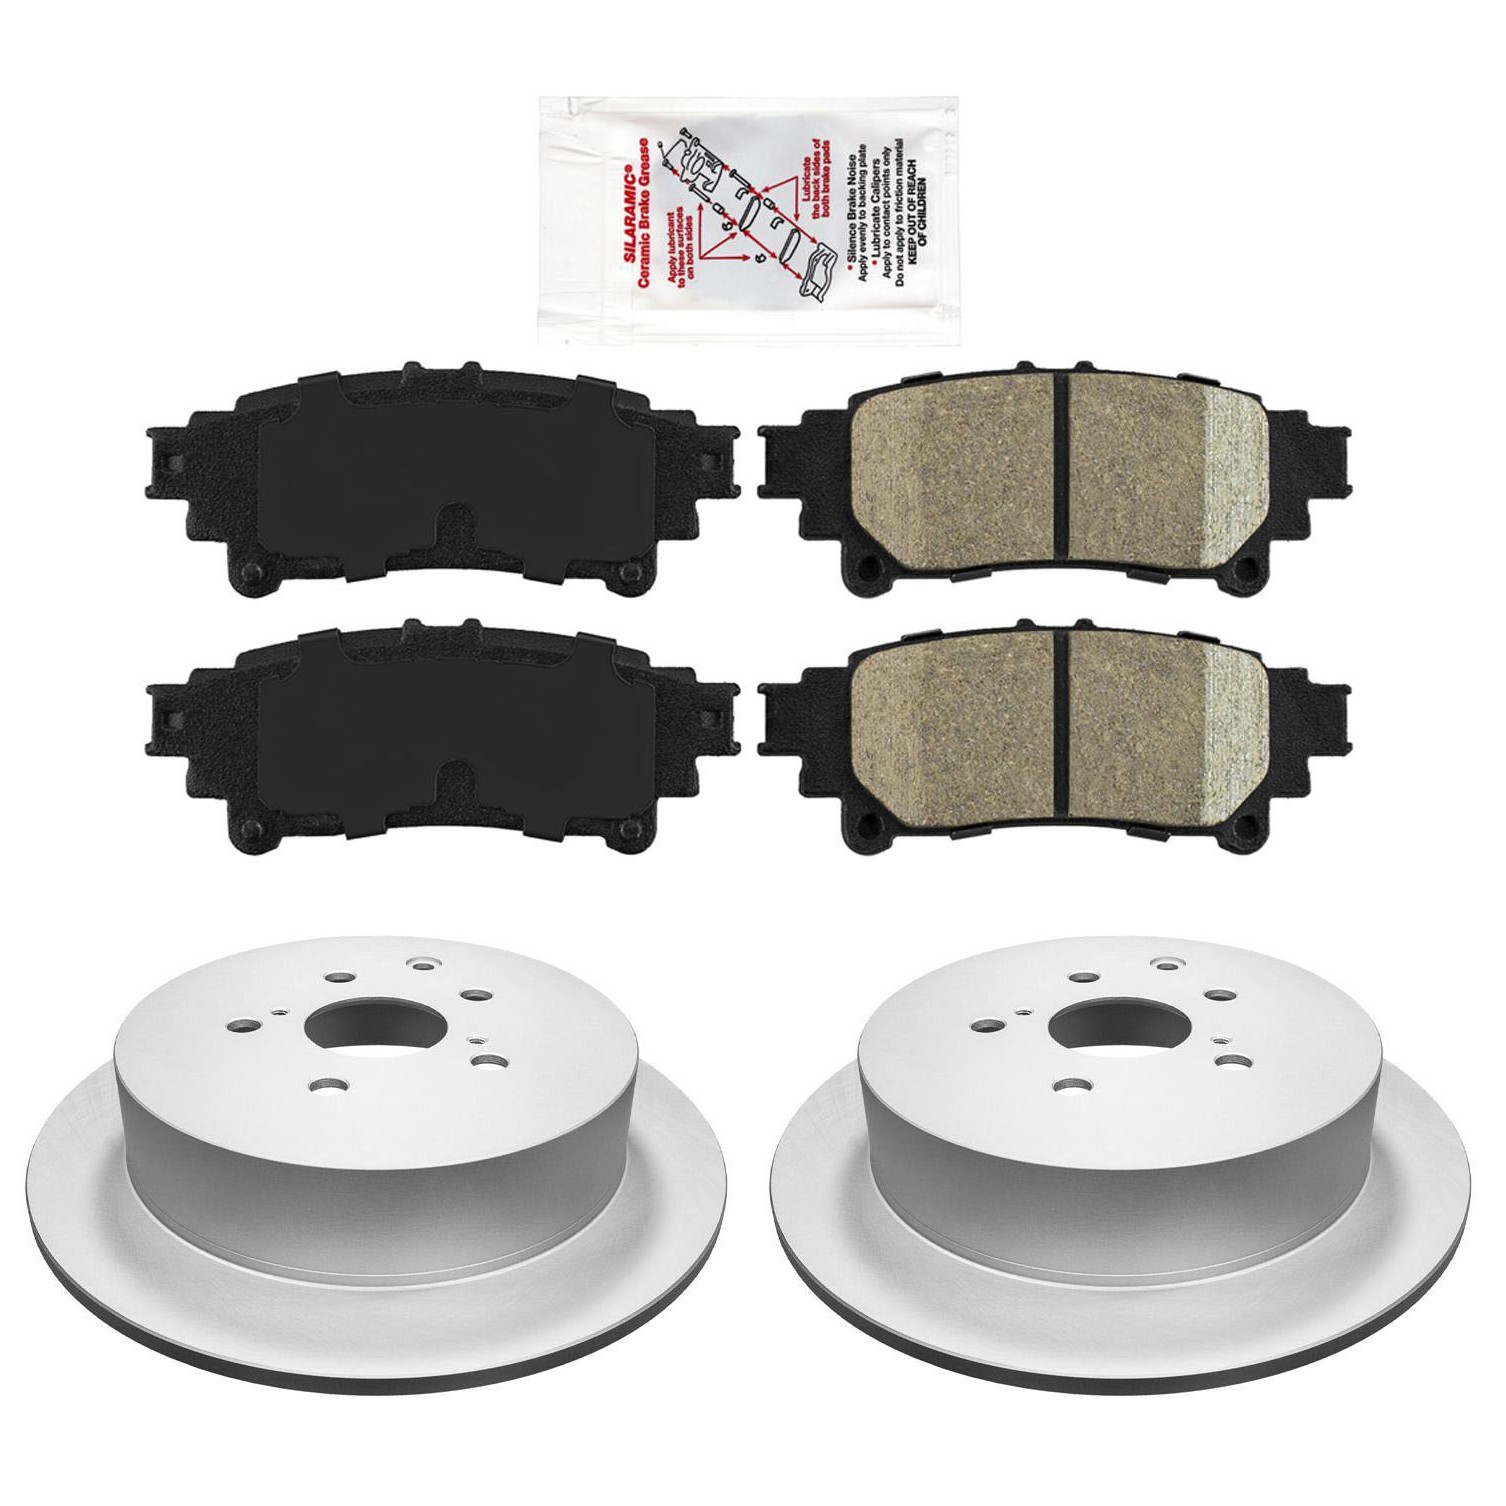 SILARAMIC®
Ceramic Brake Grease
Apply lubricant
to these surfaces
on both sides
Lubricate
the back sides of
both brake pads
• Silence Brake Noise
Apply evenly to backing plate
• Lubricate Calipers
Apply to contact points only
Do not apply to friction material
KEEP OUT OF REACH
OF CHILDREN